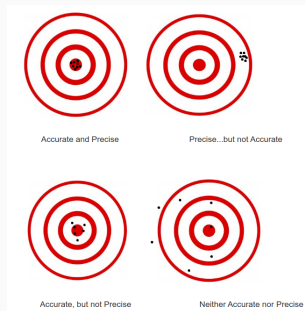 Accurate and Precise
Precise...but not Accurate
Accurate, but not Precise
Neither Accurate nor Precise